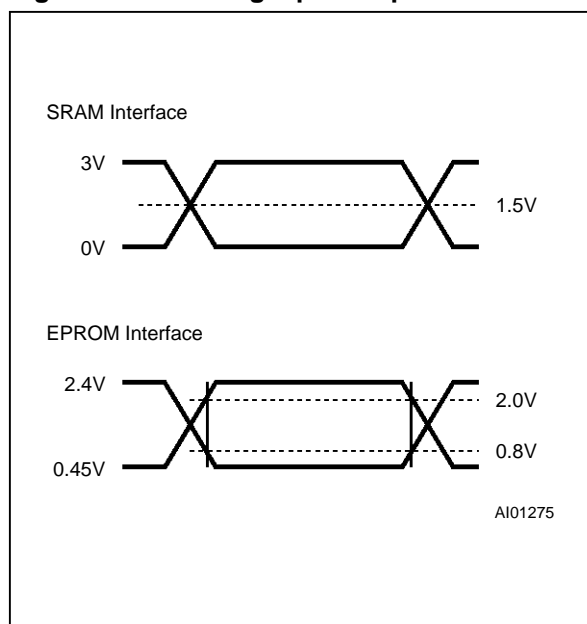 SRAM Interface
3V
1.5V
0V
EPROM Interface
2.4V
2.0V
0.8V
0.45V
AI01275